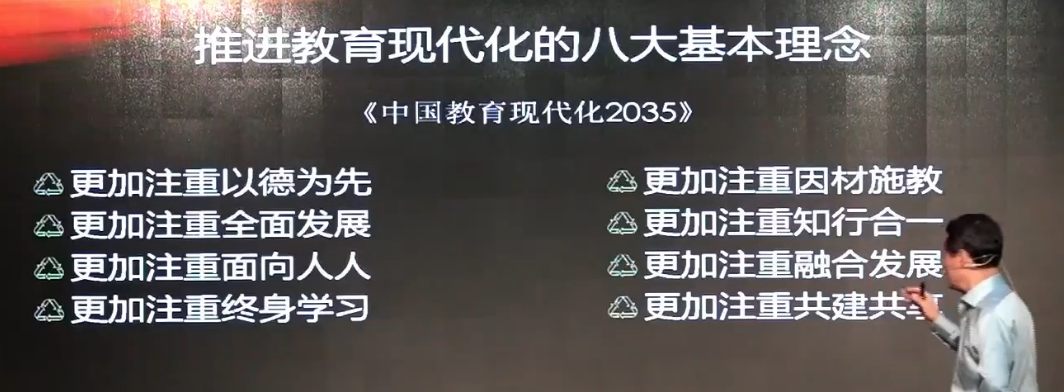 推进教育现代化的八大基本理念
《中国教育现代化2035》
更加注重以德为先
更加注重全面发展
更加注重面向人人
更加注重终身学习
更加注重因材施教
更加注重知行合一
更加注重融合发展
更加注重共建共享